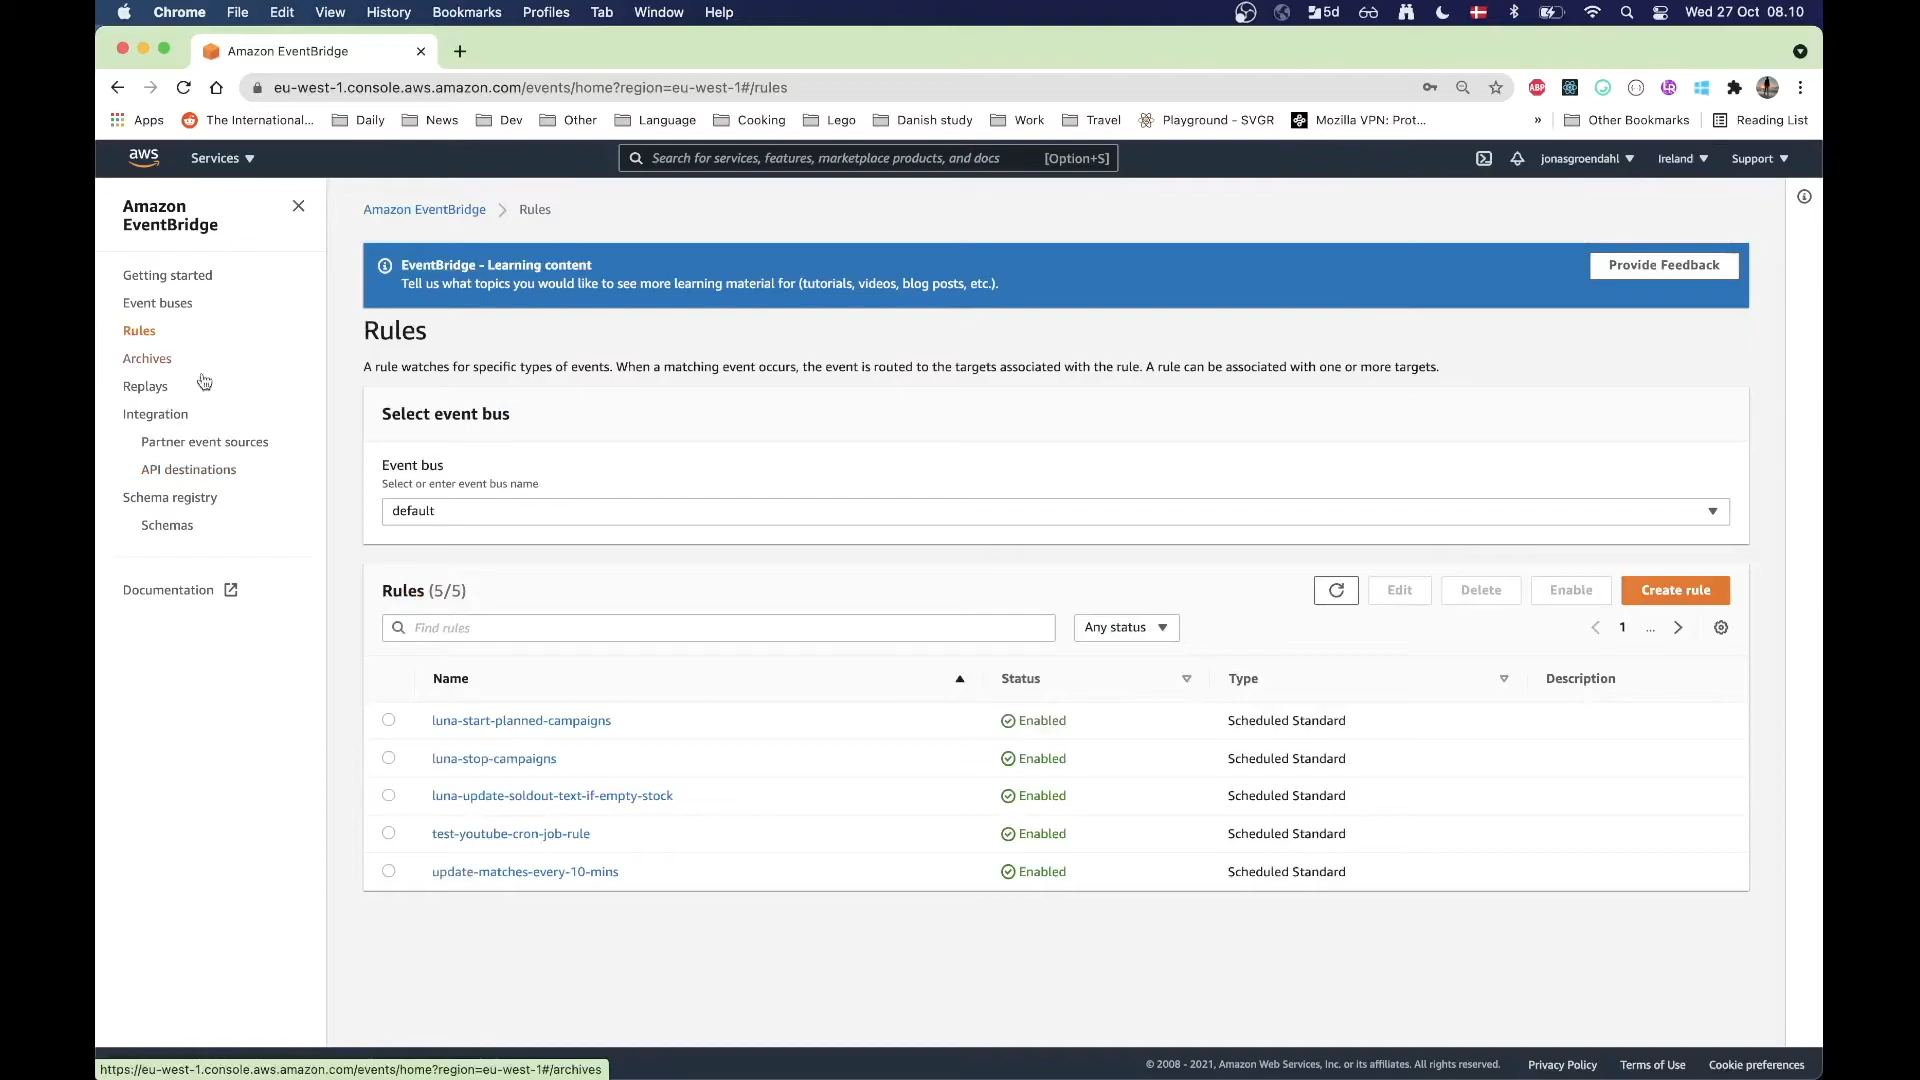 Chrome File Edit View History Bookmarks Profiles Tab Window Help 5d Wed 27 Oct 08.10
Amazon EventBridge
eu-west-1.console.aws.amazon.com/events/home?region=eu-west-1#/rules
ABP
Apps The International... Daily News Dev Other Language Cooking Lego Danish study Work Travel Playground - SVGR Mozilla VPN: Prot... » Other Bookmarks Reading List
aws Services Search for services, features, marketplace products, and docs [Option+S] jonasgroendahl Ireland Support
Amazon
EventBridge
Getting started
Event buses
Rules
Archives
Replays
Integration
Partner event sources
API destinations
Schema registry
Schemas
Documentation
Amazon EventBridge Rules
EventBridge - Learning content
Tell us what topics you would like to see more learning material for (tutorials, videos, blog posts, etc.).
Provide Feedback
Rules
A rule watches for specific types of events. When a matching event occurs, the event is routed to the targets associated with the rule. A rule can be associated with one or more targets.
Select event bus
Event bus
Select or enter event bus name
default
Rules (5/5) Edit Delete Enable Create rule
Find rules Any status 1 ...
Name Status Type Description
luna-start-planned-campaigns Enabled Scheduled Standard
luna-stop-campaigns Enabled Scheduled Standard
luna-update-soldout-text-if-empty-stock Enabled Scheduled Standard
test-youtube-cron-job-rule Enabled Scheduled Standard
update-matches-every-10-mins Enabled Scheduled Standard
https://eu-west-1.console.aws.amazon.com/events/home?region=eu-west-1#/archives
© 2008 - 2021, Amazon Web Services, Inc. or its affiliates. All rights reserved. Privacy Policy Terms of Use Cookie preferences